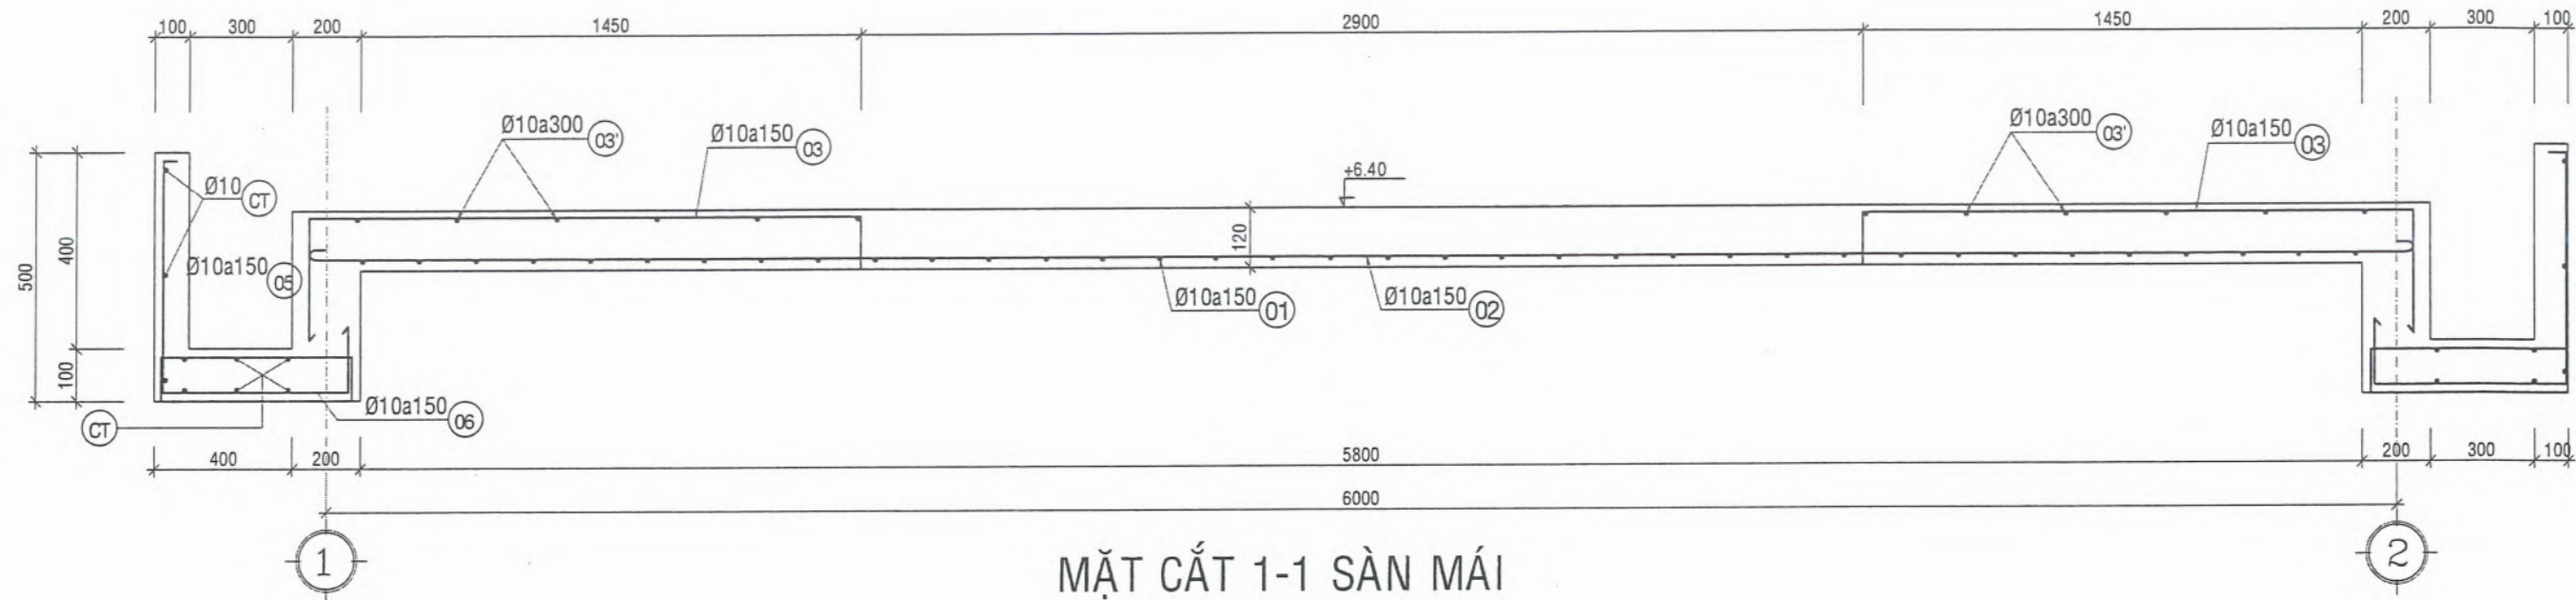 100 300 200 1450 2900 1450 200 300 100
Ø10a300 03'
Ø10a150 03
Ø10a300 03'
Ø10a150 03
+6.40
Ø10 CT
500
400
100
120
Ø10a150 05
Ø10a150 01
Ø10a150 02
Ø10a150 06
CT
400 200 5800 200 300 100
6000
1
2
MẶT CẮT 1-1 SÀN MÁI